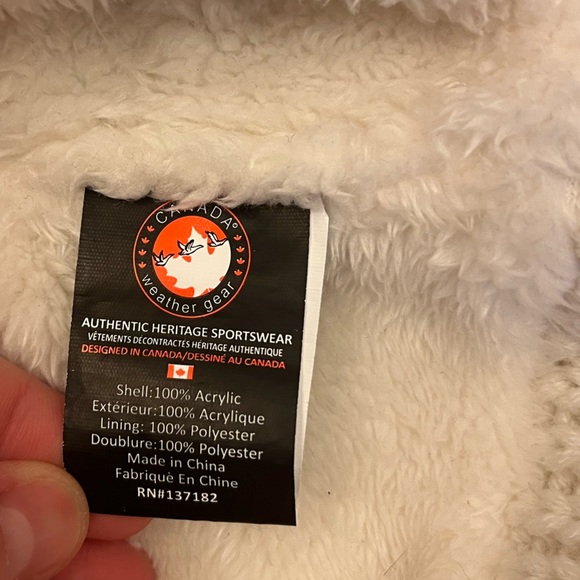 CANADA
weather gear
AUTHENTIC HERITAGE SPORTSWEAR
VÊTEMENTS DÉCONTRACTES HÉRITAGE AUTHENTIQUE
DESIGNED IN CANADA/DESSINÉ AU CANADA
Shell:100% Acrylic
Extérieur:100% Acrylique
Lining: 100% Polyester
Doublure:100% Polyester
Made in China
Fabriquè En Chine
RN#137182